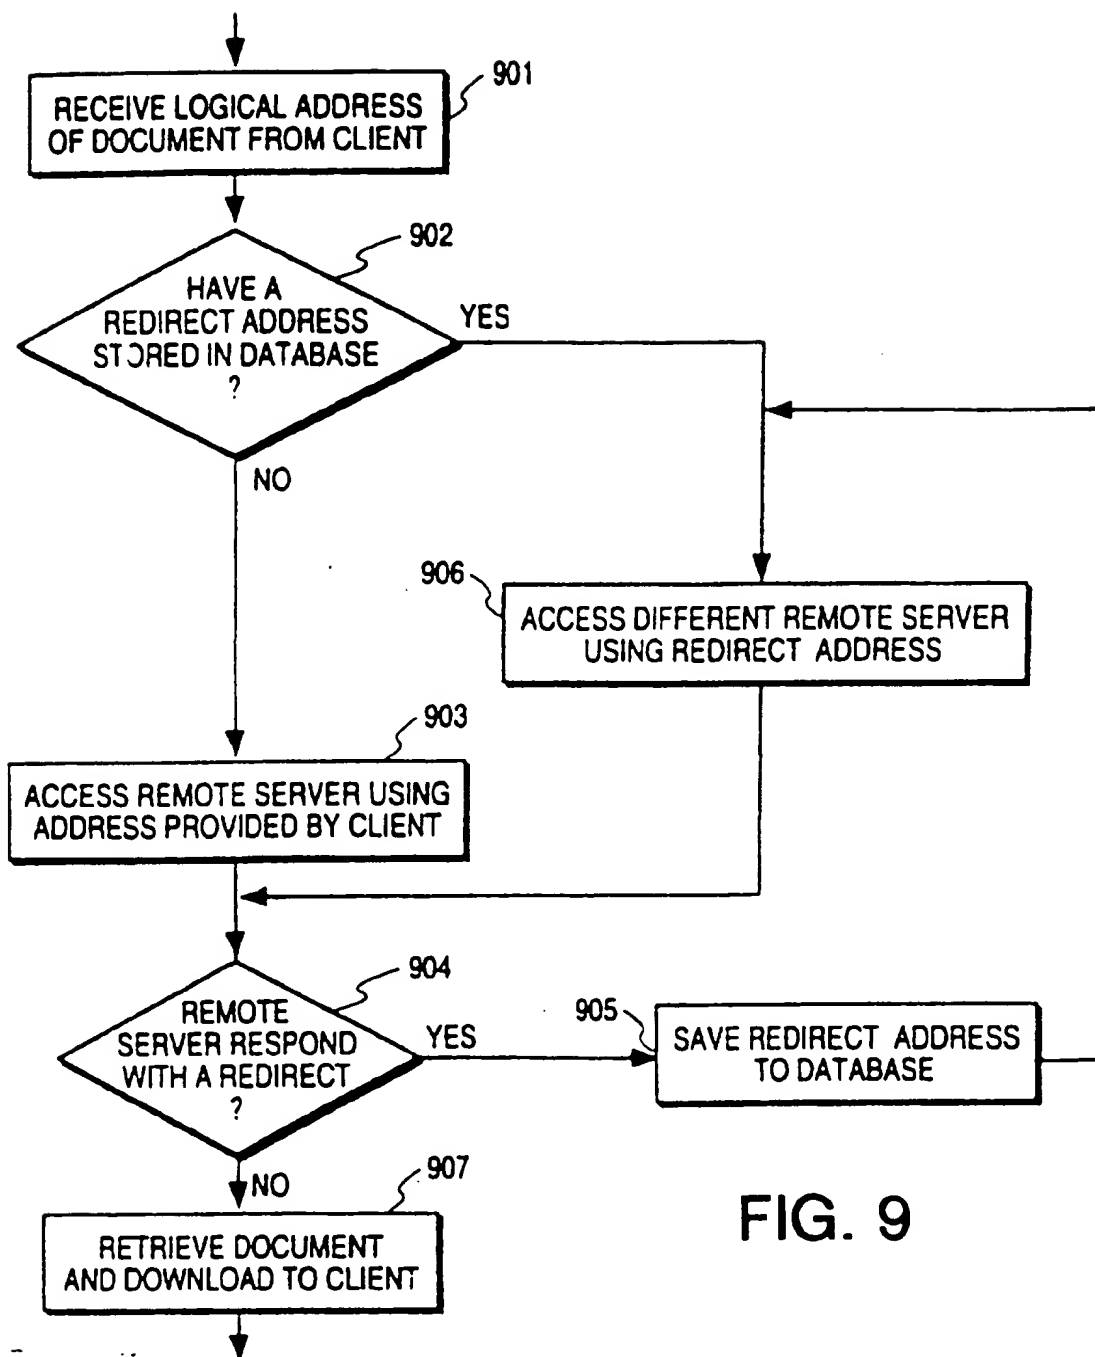 901
RECEIVE LOGICAL ADDRESS
OF DOCUMENT FROM CLIENT
902
HAVE A
REDIRECT ADDRESS
STORED IN DATABASE
?
YES
NO
906
ACCESS DIFFERENT REMOTE SERVER
USING REDIRECT ADDRESS
903
ACCESS REMOTE SERVER USING
ADDRESS PROVIDED BY CLIENT
904
REMOTE
SERVER RESPOND
WITH A REDIRECT
?
YES
905
SAVE REDIRECT ADDRESS
TO DATABASE
NO
907
RETRIEVE DOCUMENT
AND DOWNLOAD TO CLIENT
FIG. 9